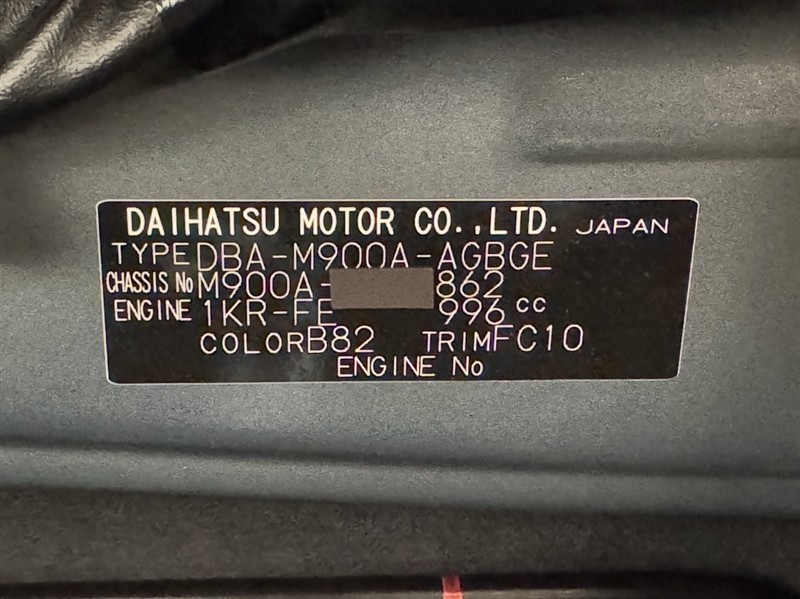 DAIHATSU MOTOR CO.,LTD. JAPAN
TYPE DBA-M900A-AGBGE
CHASSIS No M900A- 862
ENGINE 1KR-FE 996 cc
COLOR B82 TRIM FC10
ENGINE No